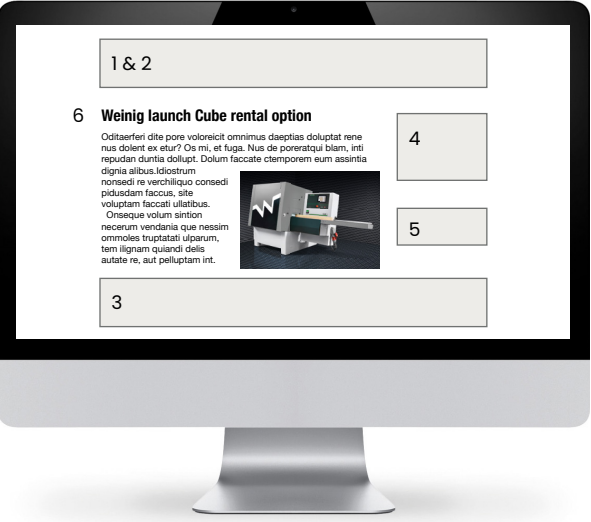 1 & 2
6 Weinig launch Cube rental option
Oditaerferi dite pore voloreicit omnimus daeptias doluptat rene
nus dolent ex etur? Os mi, et fuga. Nus de poreratqui blam, inti
repudan duntia dollupt. Dolum faccate ctemporem eum assintia
dignia alibus.Idiostrum
nonsedi re verchiliquo consedi
pidusdam faccus, site
voluptam faccati ullatibus.
Onseque volum sintion
necerum vendania que nessim
ommoles truptatati ulparum,
tem ilignam quiandi delis
autate re, aut pelluptam int.
4
5
3